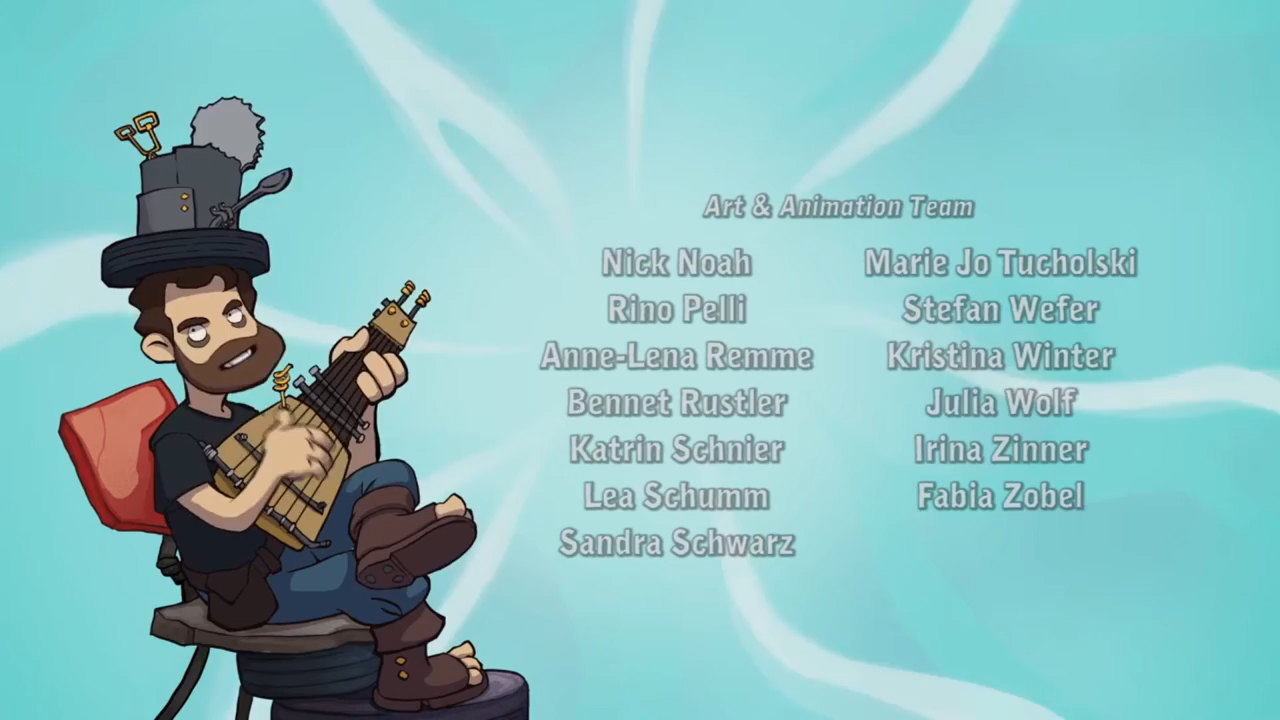 Art & Animation Team
Nick Noah
Rino Pelli
Anne-Lena Remme
Bennet Rustler
Katrin Schnier
Lea Schumm
Sandra Schwarz
Marie Jo Tucholski
Stefan Wefer
Kristina Winter
Julia Wolf
Irina Zinner
Fabia Zobel